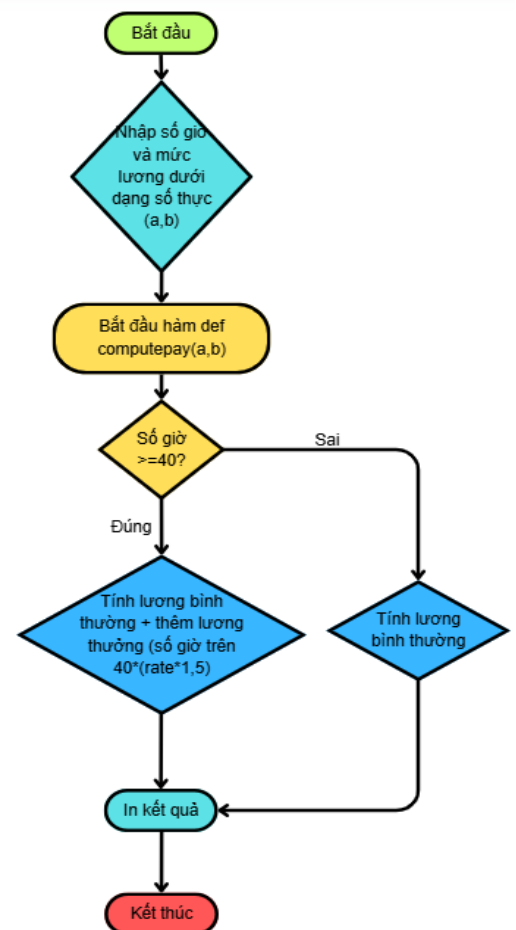 Bắt đầu
Nhập số giờ
và mức
lương dưới
dạng số thực
(a,b)
Bắt đầu hàm def
computepay(a,b)
Số giờ
>=40?
Sai
Đúng
Tính lương bình
thường + thêm lương
thưởng (số giờ trên
40*(rate*1,5)
Tính lương
bình thường
In kết quả
Kết thúc